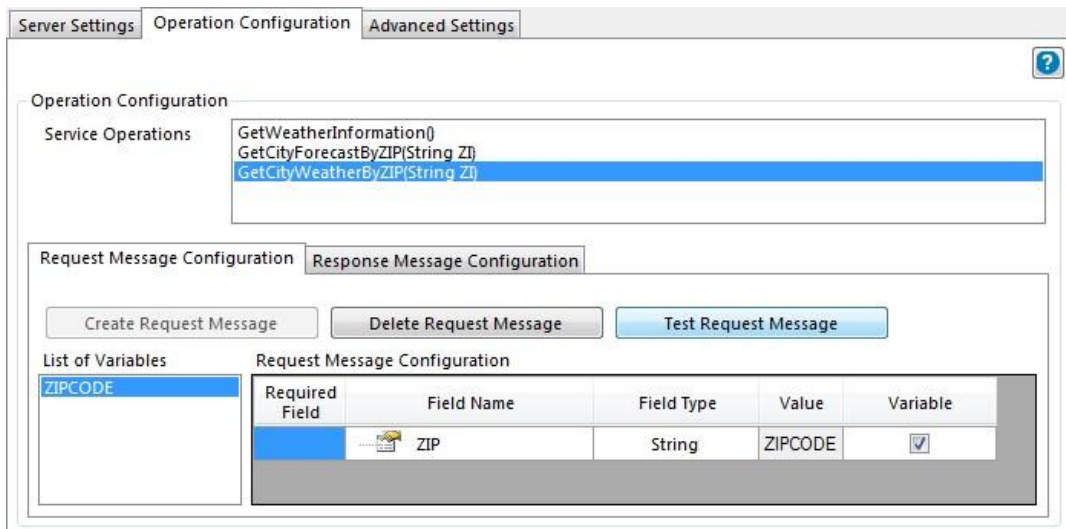 Server Settings
Operation Configuration
Advanced Settings
?
Operation Configuration
Service Operations
GetWeatherInformation()
GetCityForecastByZIP(String ZI)
GetCityWeatherByZIP(String ZI)
Request Message Configuration
Response Message Configuration
Create Request Message
Delete Request Message
Test Request Message
List of Variables
Request Message Configuration
ZIPCODE
Required
Field
Field Name
Field Type
Value
Variable
ZIP
String
ZIPCODE